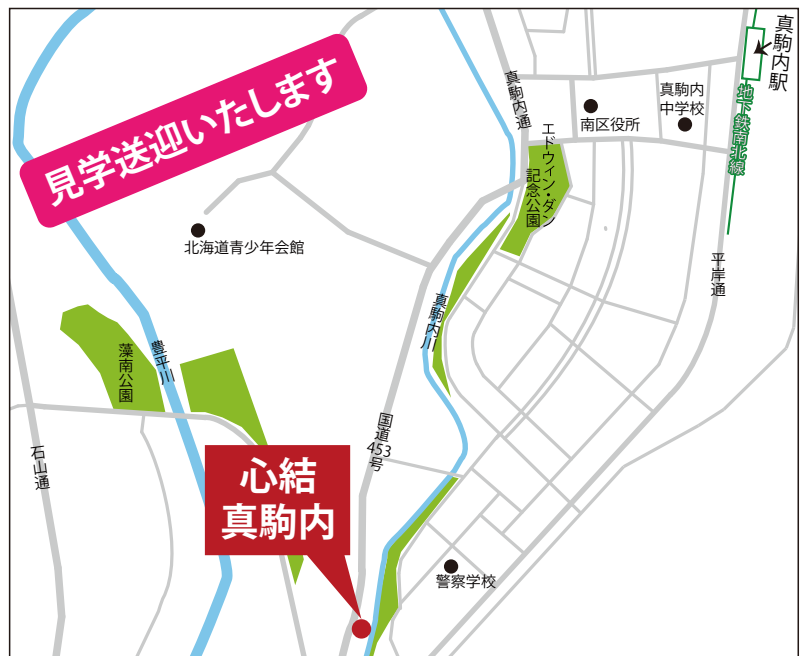 見学送迎いたします
真駒内駅
地下鉄南北線
真駒内通
南区役所
真駒内
中学校
エドウィン・ダン
記念公園
北海道青少年会館
平岸通
真駒内川
藻南公園
豊平川
国道453号
石山通
心結
真駒内
警察学校